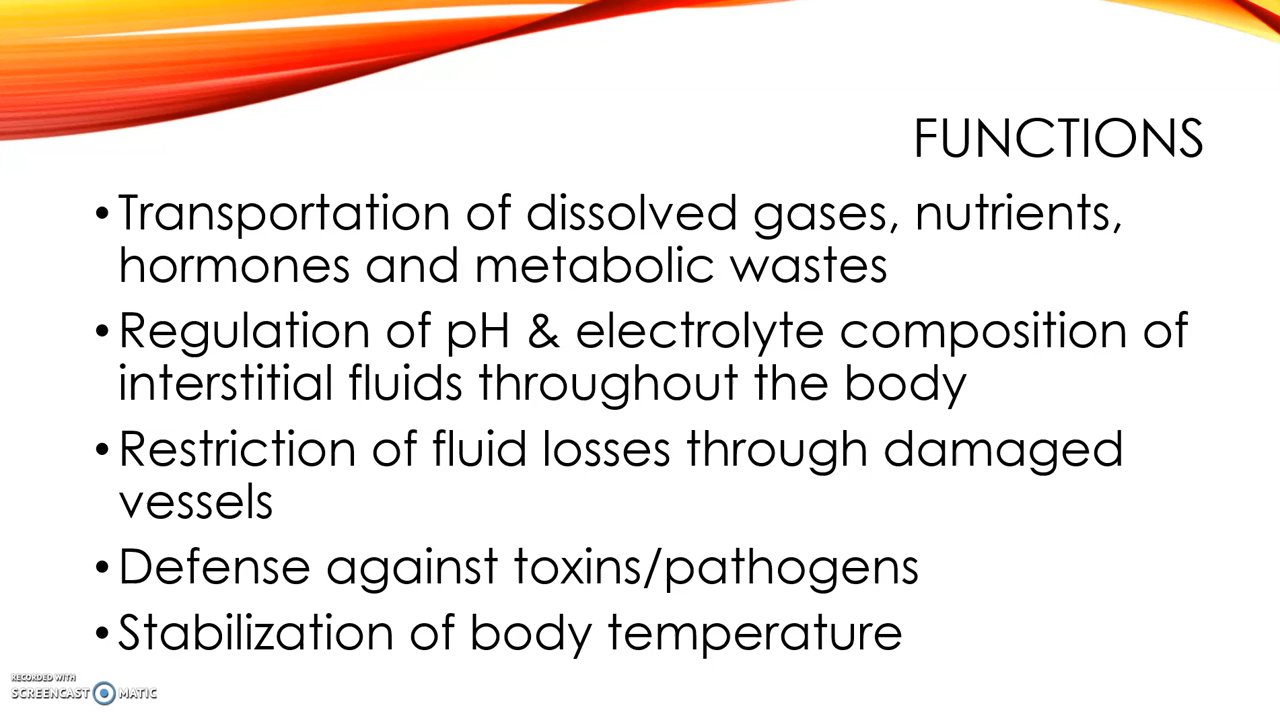 FUNCTIONS
• Transportation of dissolved gases, nutrients,
hormones and metabolic wastes
• Regulation of pH & electrolyte composition of
interstitial fluids throughout the body
• Restriction of fluid losses through damaged
vessels
• Defense against toxins/pathogens
• Stabilization of body temperature
RECORDED WITH
SCREENCAST MATIC